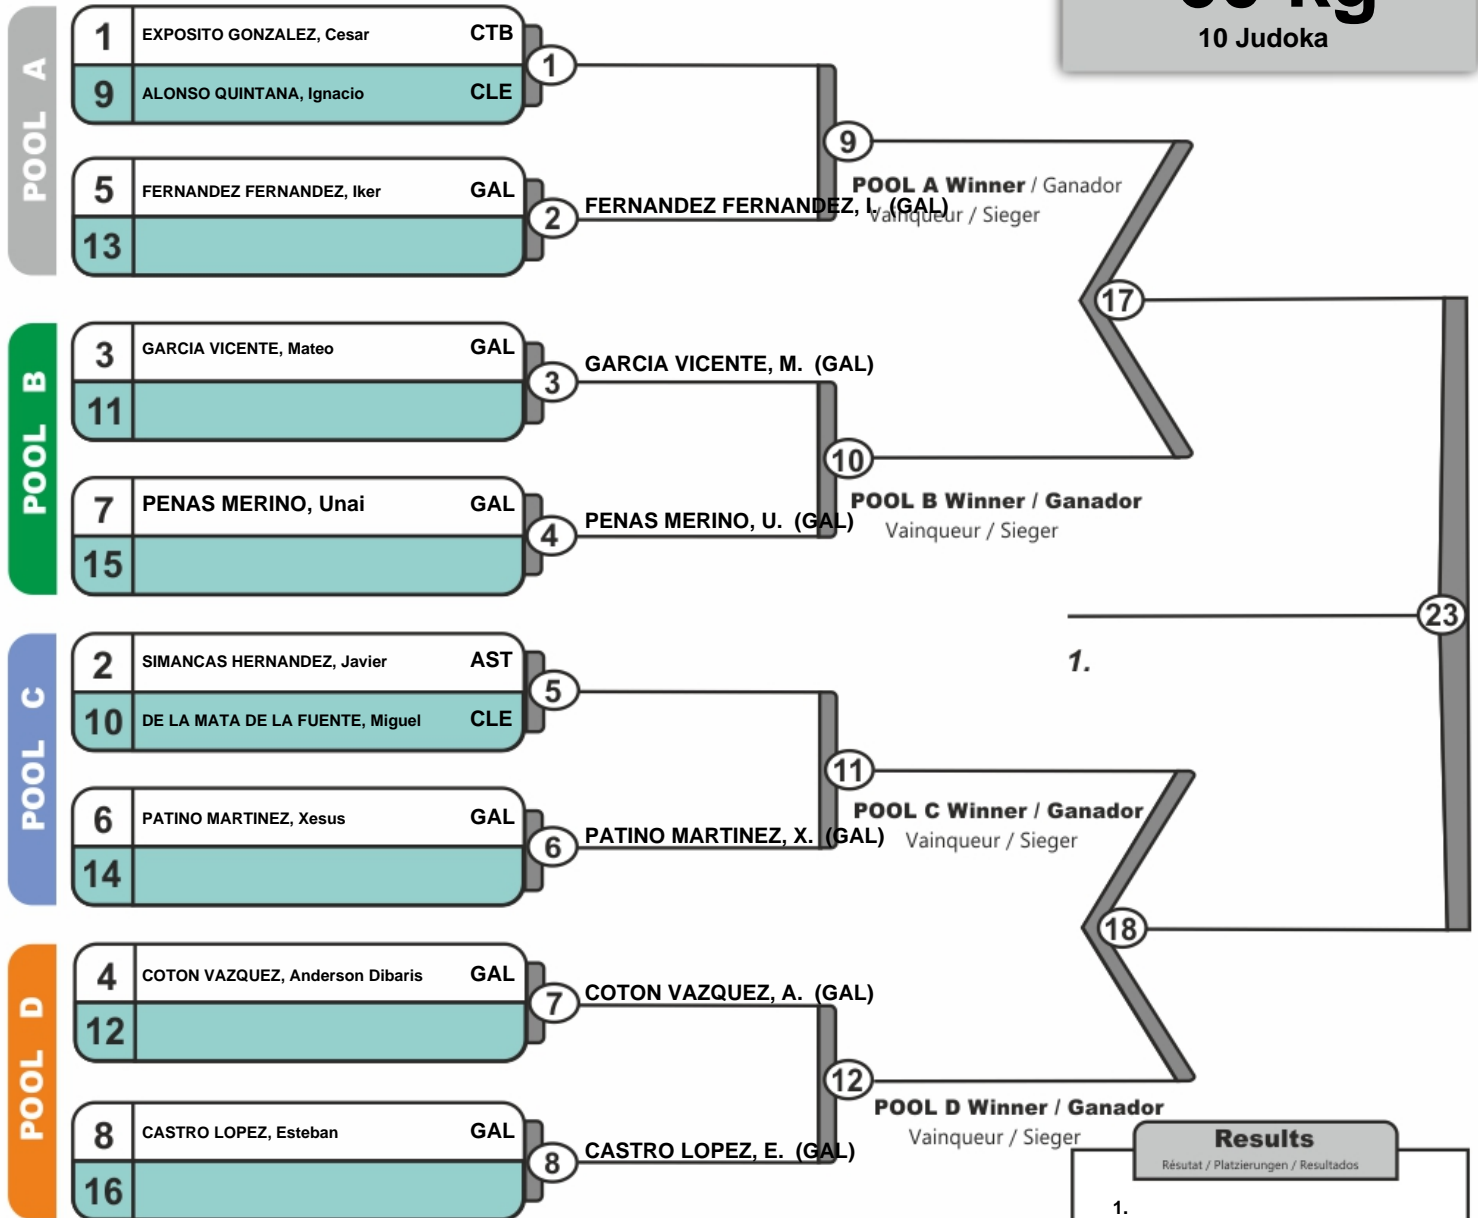 10 Judoka
POOL A
1 EXPOSITO GONZALEZ, Cesar CTB
9 ALONSO QUINTANA, Ignacio CLE
1
5 FERNANDEZ FERNANDEZ, Iker GAL
13
2
FERNANDEZ FERNANDEZ, I. (GAL)
9
POOL A Winner / Ganador
Vainqueur / Sieger
17
POOL B
3 GARCIA VICENTE, Mateo GAL
11
3
GARCIA VICENTE, M. (GAL)
7 PENAS MERINO, Unai GAL
15
4
PENAS MERINO, U. (GAL)
10
POOL B Winner / Ganador
Vainqueur / Sieger
23
1.
POOL C
2 SIMANCAS HERNANDEZ, Javier AST
10 DE LA MATA DE LA FUENTE, Miguel CLE
5
6 PATINO MARTINEZ, Xesus GAL
14
6
PATINO MARTINEZ, X. (GAL)
11
POOL C Winner / Ganador
Vainqueur / Sieger
18
POOL D
4 COTON VAZQUEZ, Anderson Dibaris GAL
12
7
COTON VAZQUEZ, A. (GAL)
8 CASTRO LOPEZ, Esteban GAL
16
8
CASTRO LOPEZ, E. (GAL)
12
POOL D Winner / Ganador
Vainqueur / Sieger
Results
Résutat / Platzierungen / Resultados
1.